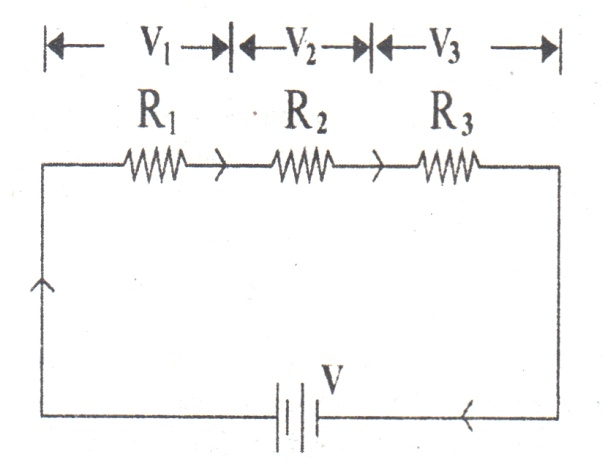 V₁ V₂ V₃
R₁ R₂ R₃
V